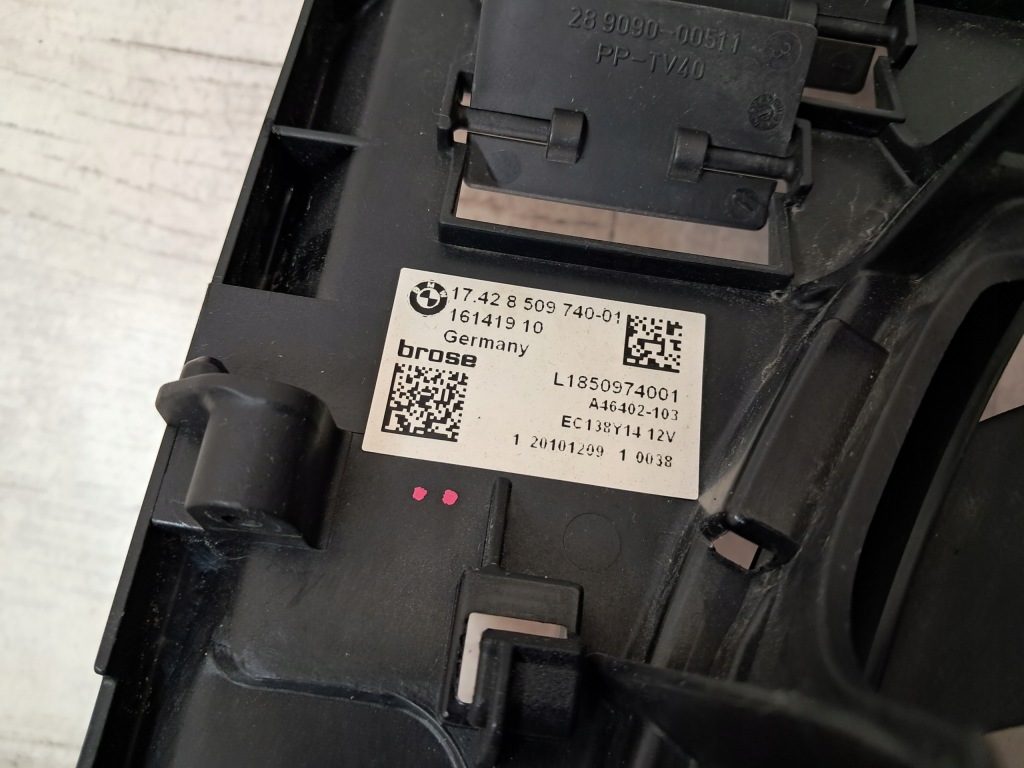 28 9090-00511
PP-TV40
BMW
17.42 8 509 740-01
161419 10
Germany
brose
L1850974001
A46402-103
EC138Y14 12V
1 20101209 1 0038